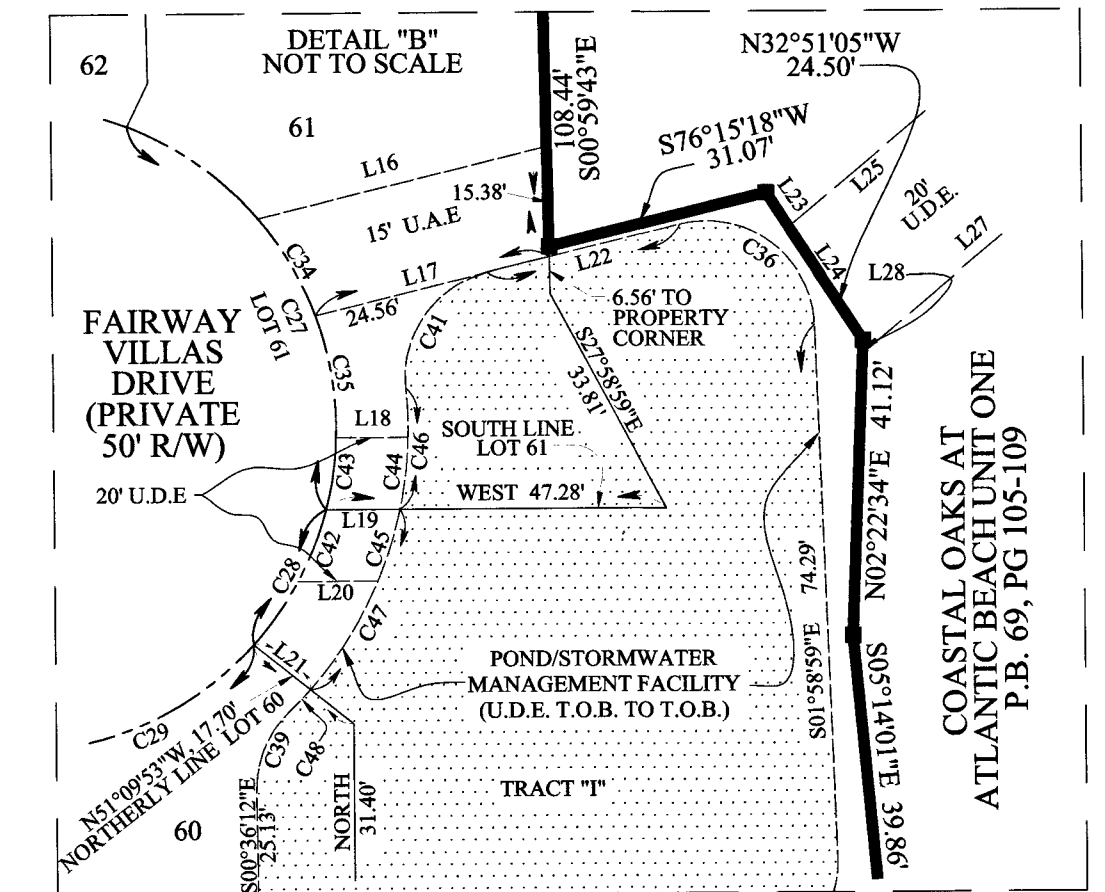 DETAIL "B"
NOT TO SCALE
62
61
N32°51'05"W
24.50'
108.44'
S00°59'43"E
S76°15'18"W
31.07'
L16
15.38'
15' U.A.E
L23
L25
20'
U.D.E.
L27
L24
L28
C34
C27
LOT 61
L17
24.56'
L22
C36
6.56' TO
PROPERTY
CORNER
C41
FAIRWAY
VILLAS
DRIVE
(PRIVATE
50' R/W)
C35
S27°58'59"E
33.81'
L18
SOUTH LINE
LOT 61
C43
C44
C46
20' U.D.E
WEST 47.28'
L19
C42
C45
C28
L20
C47
N02°22'34"E 41.12'
COASTAL OAKS AT
ATLANTIC BEACH UNIT ONE
P.B. 69, PG 105-109
S01°58'59"E 74.29'
L21
POND/STORMWATER
MANAGEMENT FACILITY
(U.D.E. T.O.B. TO T.O.B.)
S05°14'01"E 39.86'
C29
N51°09'53"W, 17.70'
NORTHERLY LINE LOT 60
C39
C48
TRACT "I"
60
S00°36'12"E
25.13'
NORTH
31.40'